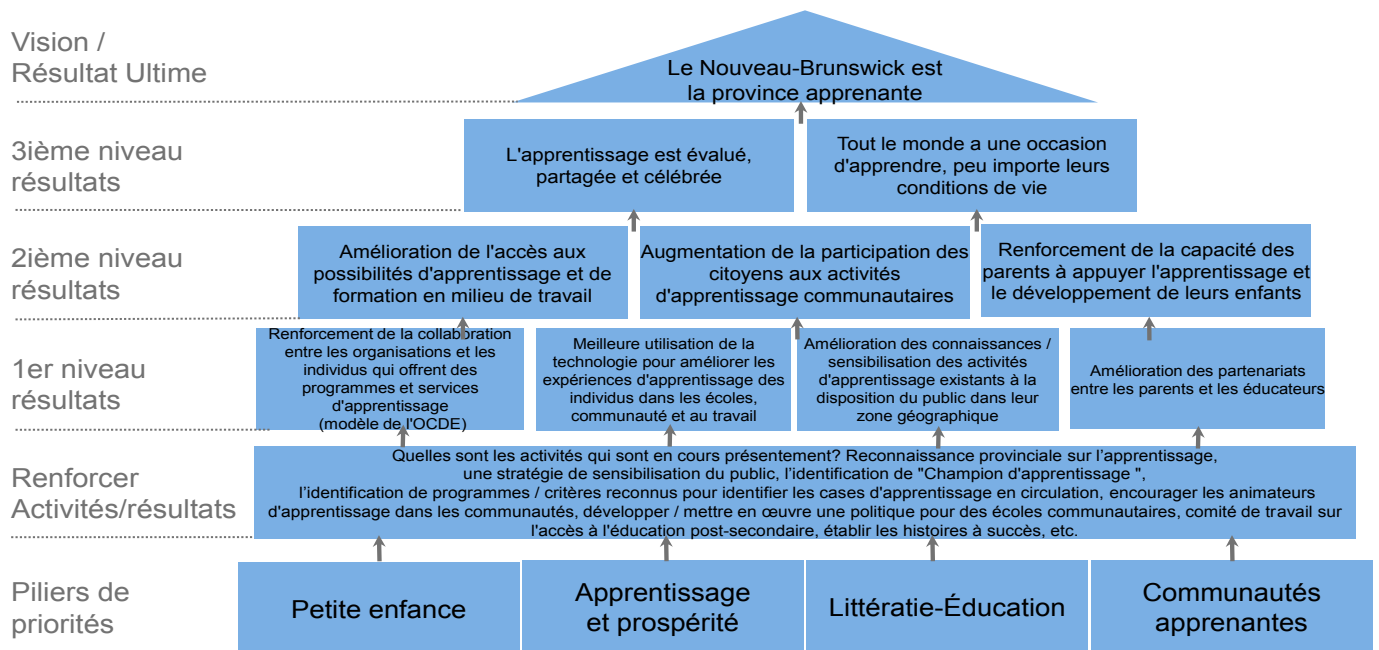 Vision /
Résultat Ultime
Le Nouveau-Brunswick est
la province apprenante
3ième niveau
résultats
L'apprentissage est évalué,
partagée et célébrée
Tout le monde a une occasion
d'apprendre, peu importe leurs
conditions de vie
2ième niveau
résultats
Amélioration de l'accès aux
possibilités d'apprentissage et de
formation en milieu de travail
Augmentation de la participation des
citoyens aux activités
d'apprentissage communautaires
Renforcement de la capacité des
parents à appuyer l'apprentissage et
le développement de leurs enfants
1er niveau
résultats
Renforcement de la collaboration
entre les organisations et les
individus qui offrent des
programmes et services
d'apprentissage
(modèle de l'OCDE)
Meilleure utilisation de la
technologie pour améliorer les
expériences d'apprentissage des
individus dans les écoles,
communauté et au travail
Amélioration des connaissances /
sensibilisation des activités
d'apprentissage existants à la
disposition du public dans leur
zone géographique
Amélioration des partenariats
entre les parents et les éducateurs
Renforcer
Activités/résultats
Quelles sont les activités qui sont en cours présentement? Reconnaissance provinciale sur l'apprentissage,
une stratégie de sensibilisation du public, l'identification de "Champion d'apprentissage ",
l'identification de programmes / critères reconnus pour identifier les cases d'apprentissage en circulation, encourager les animateurs
d'apprentissage dans les communautés, développer / mettre en œuvre une politique pour des écoles communautaires, comité de travail sur
l'accès à l'éducation post-secondaire, établir les histoires à succès, etc.
Piliers de
priorités
Petite enfance
Apprentissage
et prospérité
Littératie-Éducation
Communautés
apprenantes